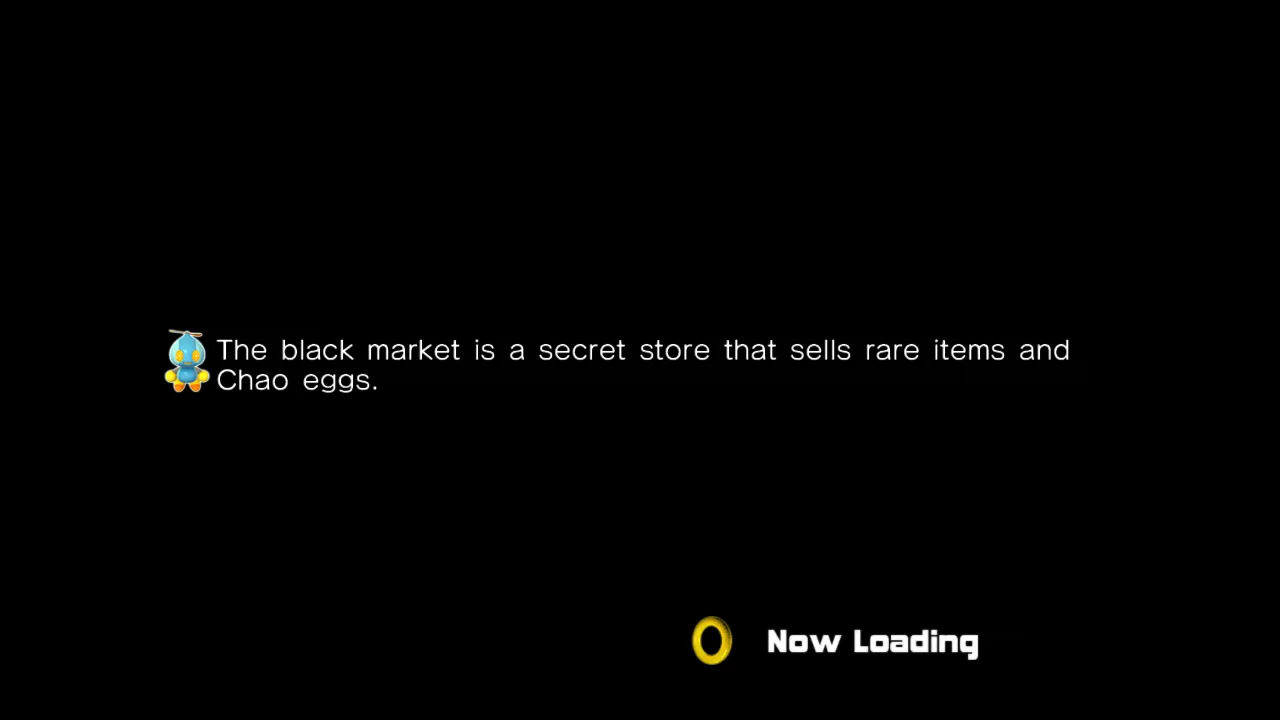 The black market is a secret store that sells rare items and
Chao eggs.
Now Loading